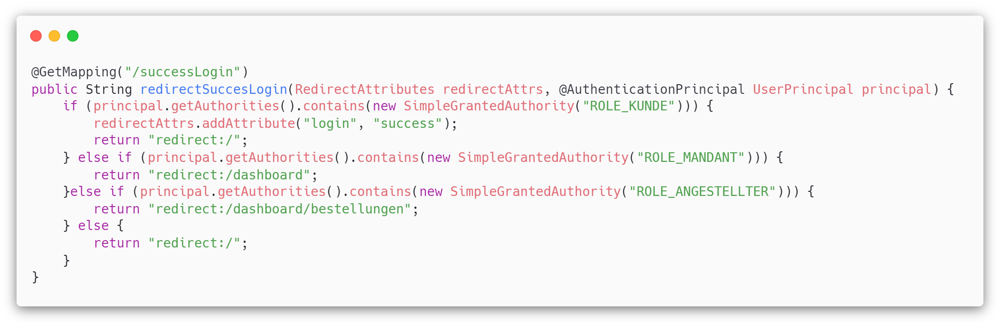 @GetMapping("/successLogin")
public String redirectSuccesLogin(RedirectAttributes redirectAttrs, @AuthenticationPrincipal UserPrincipal principal) {
    if (principal.getAuthorities().contains(new SimpleGrantedAuthority("ROLE_KUNDE"))) {
        redirectAttrs.addAttribute("login", "success");
        return "redirect:/";
    } else if (principal.getAuthorities().contains(new SimpleGrantedAuthority("ROLE_MANDANT"))) {
        return "redirect:/dashboard";
    }else if (principal.getAuthorities().contains(new SimpleGrantedAuthority("ROLE_ANGESTELLTER"))) {
        return "redirect:/dashboard/bestellungen";
    } else {
        return "redirect:/";
    }
}